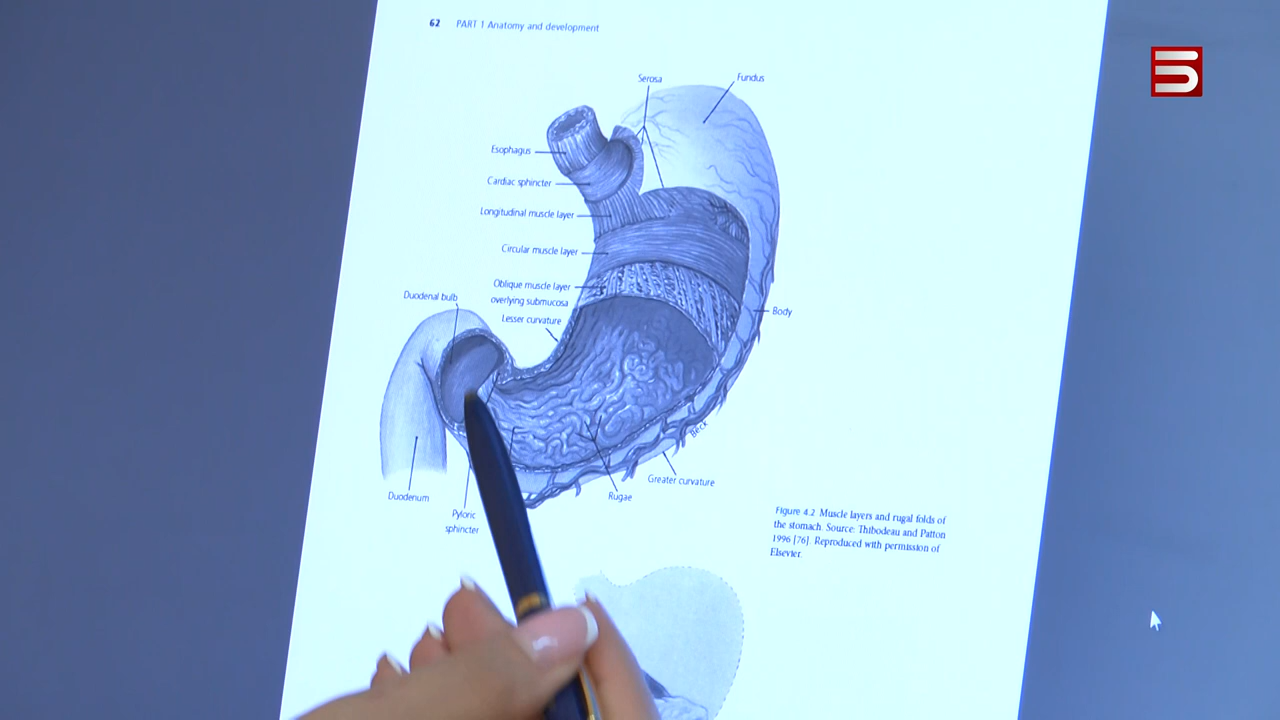 62 PART 1 Anatomy and development
Serosa
Fundus
Esophagus
Cardiac sphincter
Longitudinal muscle layer
Circular muscle layer
Oblique muscle layer
overlying submucosa
Duodenal bulb
Lesser curvature
Body
Beck
Greater curvature
Rugae
Duodenum
Pyloric
sphincter
Figure 4.2 Muscle layers and rugal folds of
the stomach. Source: Thibodeau and Patton
1996 [76]. Reproduced with permission of
Elsevier.
5